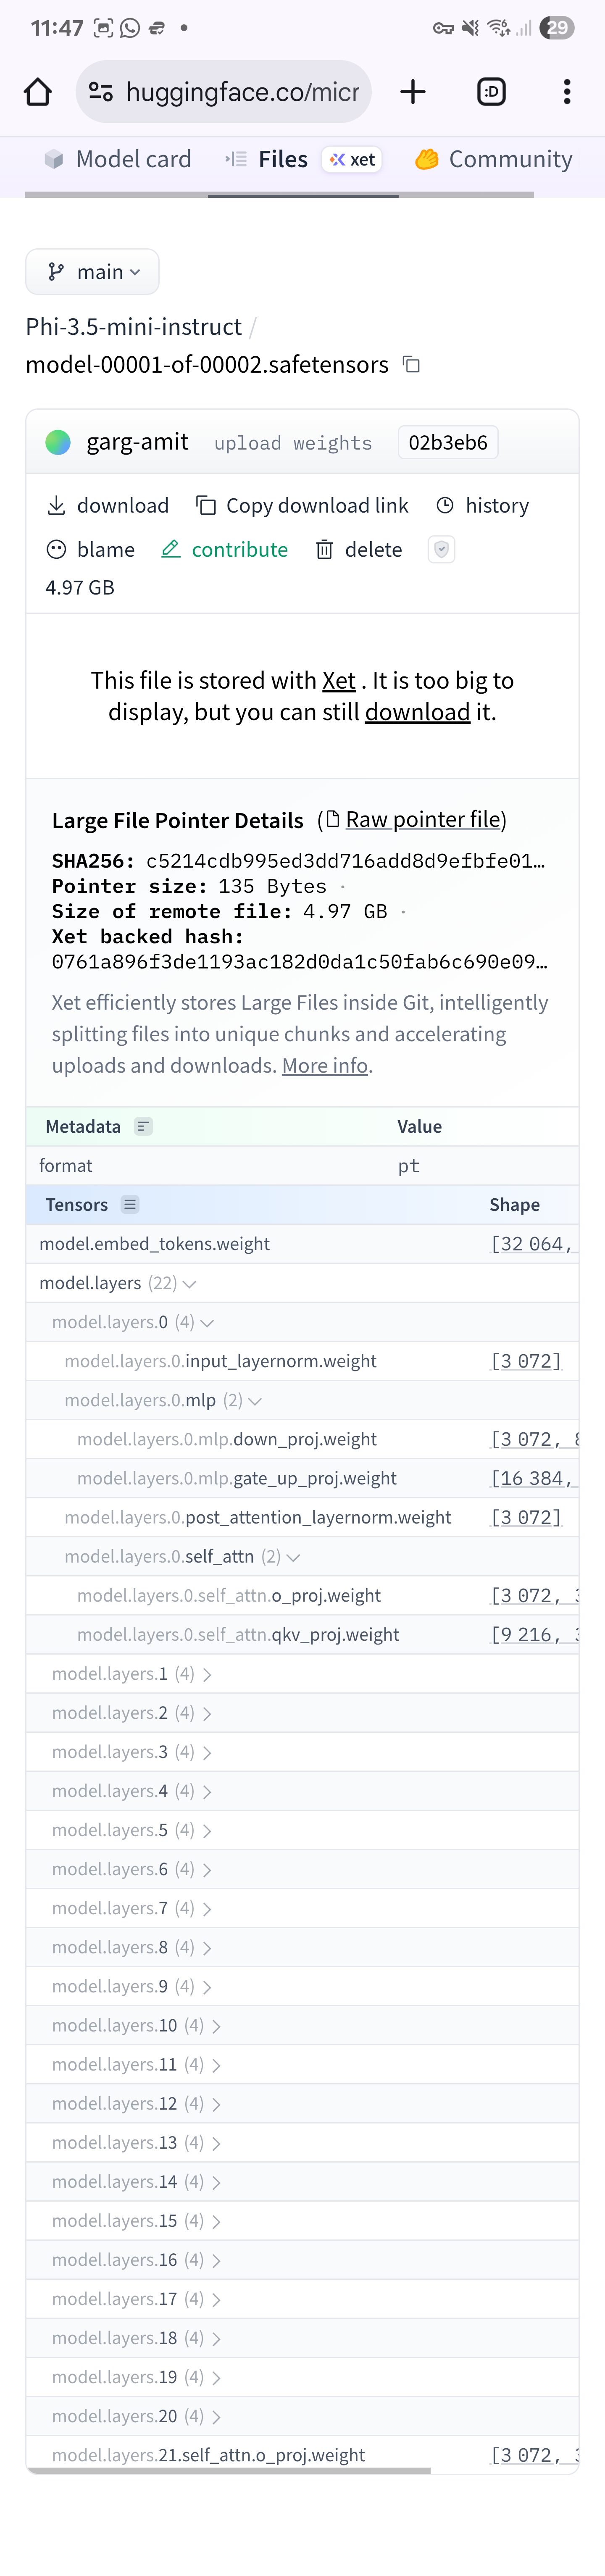 11:47
29
huggingface.co/micr
:D
Model card
Files
xet
Community
main
Phi-3.5-mini-instruct /
model-00001-of-00002.safetensors
garg-amit upload weights 02b3eb6
download Copy download link history
blame contribute delete
4.97 GB
This file is stored with Xet . It is too big to
display, but you can still download it.
Large File Pointer Details ( Raw pointer file)
SHA256: c5214cdb995ed3dd716add8d9efbfe01…
Pointer size: 135 Bytes ·
Size of remote file: 4.97 GB ·
Xet backed hash:
0761a896f3de1193ac182d0da1c50fab6c690e09…
Xet efficiently stores Large Files inside Git, intelligently
splitting files into unique chunks and accelerating
uploads and downloads. More info.
Metadata Value
format pt
Tensors Shape
model.embed_tokens.weight [32 064,
model.layers (22)
model.layers.0 (4)
model.layers.0.input_layernorm.weight [3 072]
model.layers.0.mlp (2)
model.layers.0.mlp.down_proj.weight [3 072,
model.layers.0.mlp.gate_up_proj.weight [16 384,
model.layers.0.post_attention_layernorm.weight [3 072]
model.layers.0.self_attn (2)
model.layers.0.self_attn.o_proj.weight [3 072,
model.layers.0.self_attn.qkv_proj.weight [9 216,
model.layers.1 (4)
model.layers.2 (4)
model.layers.3 (4)
model.layers.4 (4)
model.layers.5 (4)
model.layers.6 (4)
model.layers.7 (4)
model.layers.8 (4)
model.layers.9 (4)
model.layers.10 (4)
model.layers.11 (4)
model.layers.12 (4)
model.layers.13 (4)
model.layers.14 (4)
model.layers.15 (4)
model.layers.16 (4)
model.layers.17 (4)
model.layers.18 (4)
model.layers.19 (4)
model.layers.20 (4)
model.layers.21.self_attn.o_proj.weight [3 072,